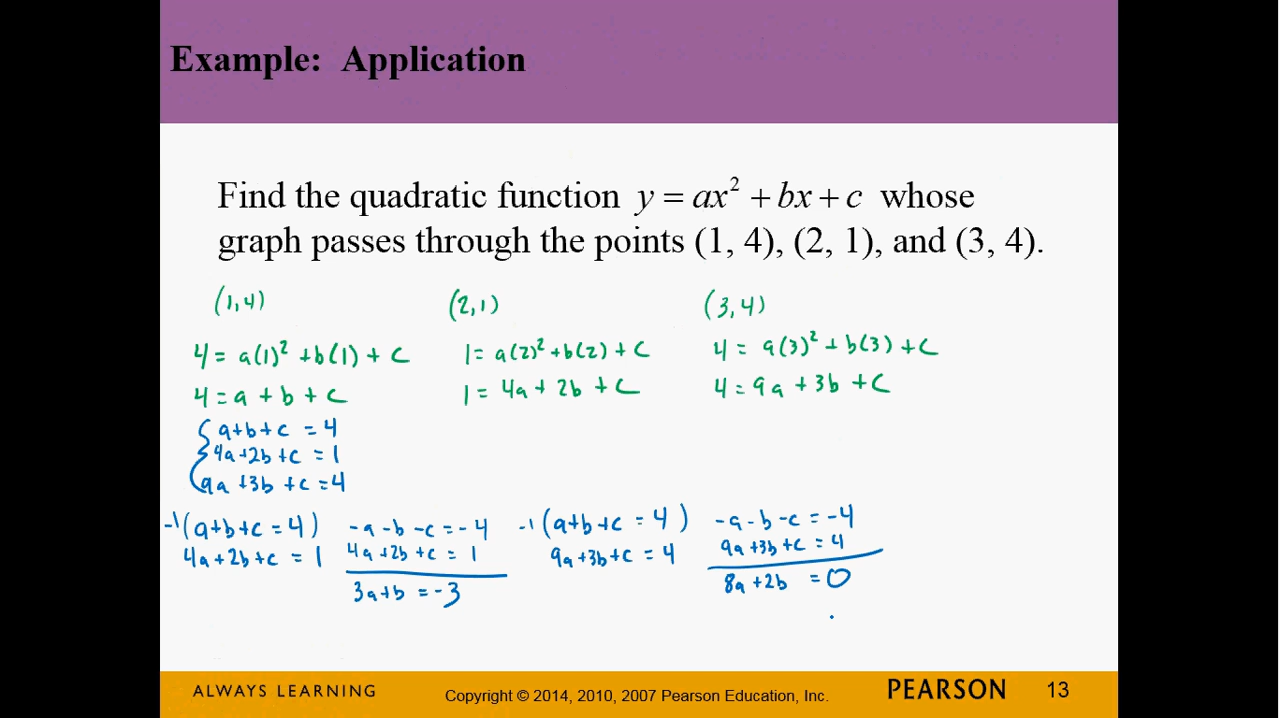 Example: Application
Find the quadratic function y = ax² + bx + c whose
graph passes through the points (1, 4), (2, 1), and (3, 4).
(1,4) (2,1) (3,4)
4 = a(1)² + b(1) + c 1 = a(2)² + b(2) + c 4 = a(3)² + b(3) + c
4 = a + b + c 1 = 4a + 2b + c 4 = 9a + 3b + c
{ a+b+c = 4
4a+2b+c = 1
9a+3b+c = 4
-1(a+b+c = 4) -a-b-c = -4 -1(a+b+c = 4) -a-b-c = -4
4a+2b+c = 1 4a+2b+c = 1 9a+3b+c = 4 9a+3b+c = 4
3a+b = -3 8a+2b = 0
ALWAYS LEARNING Copyright © 2014, 2010, 2007 Pearson Education, Inc. PEARSON 13